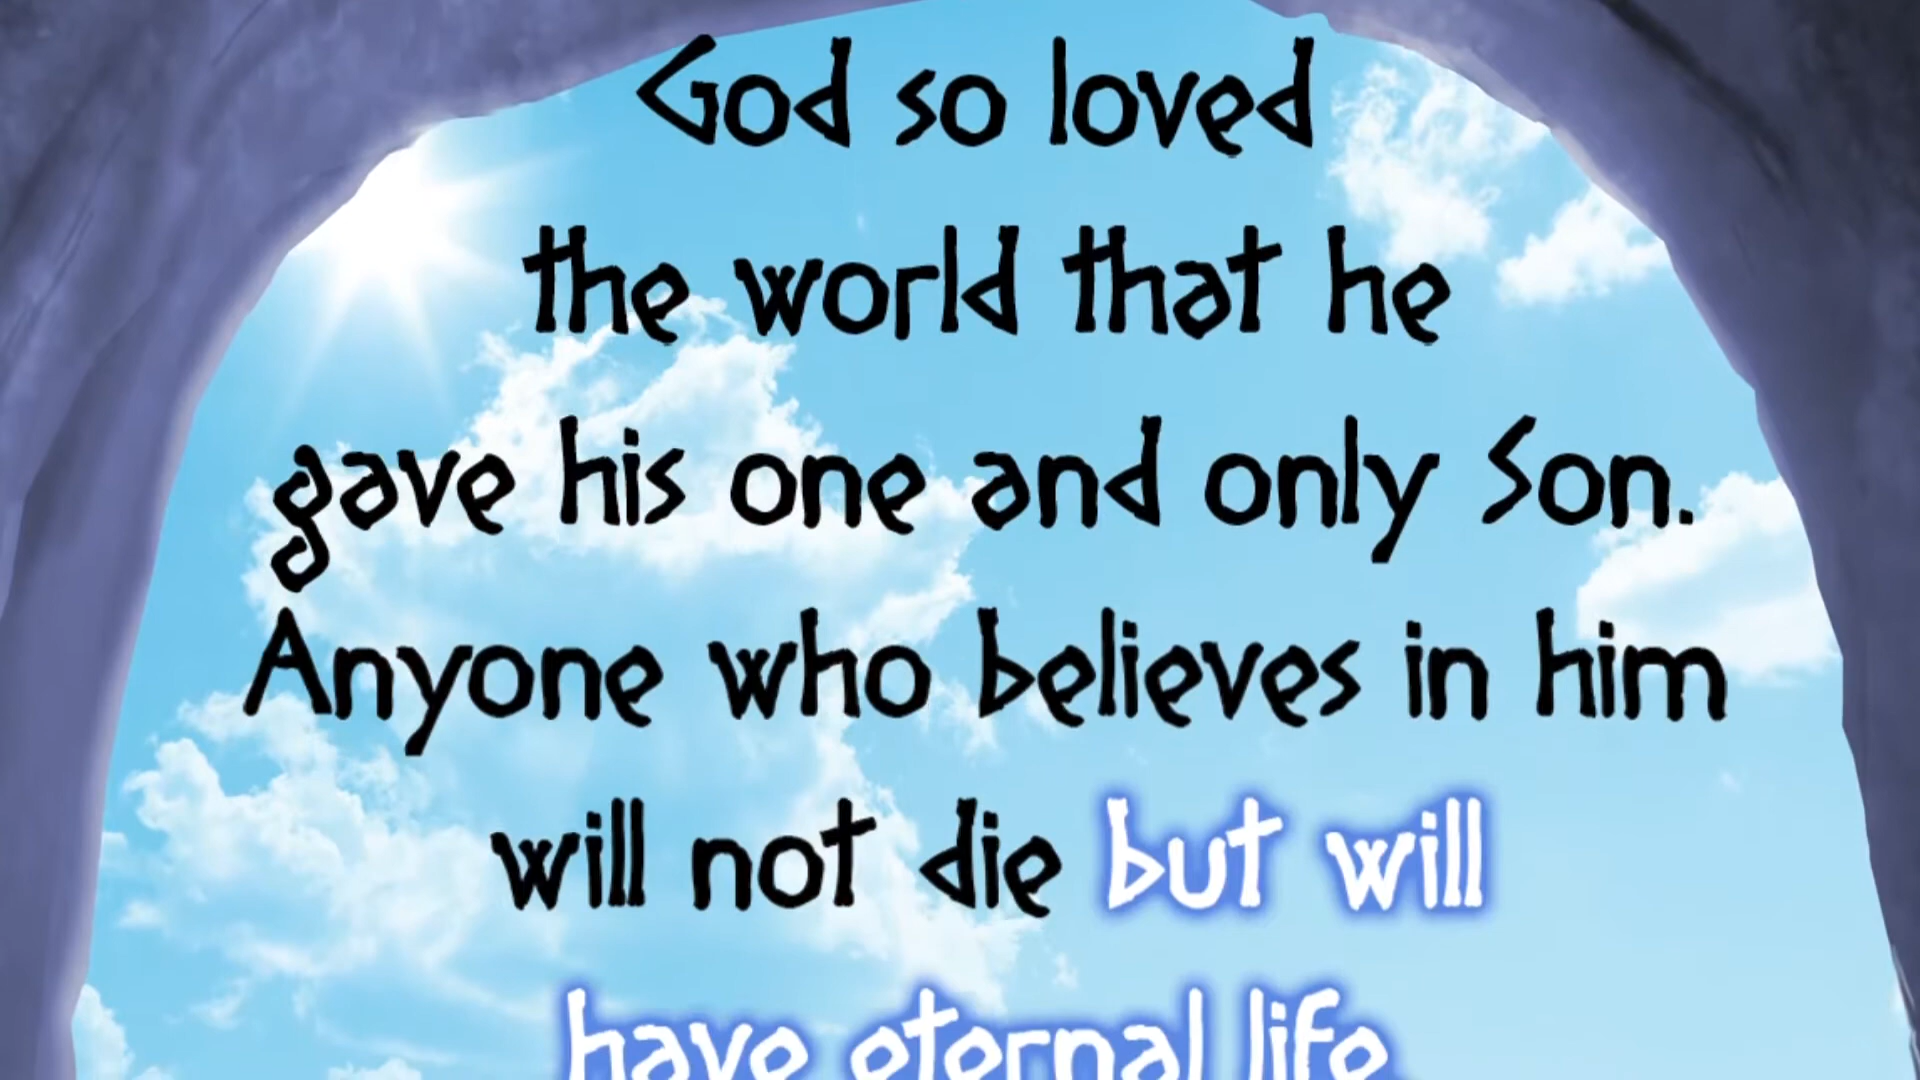 God so loved
the world that he
gave his one and only Son.
Anyone who believes in him
will not die but will
have eternal life